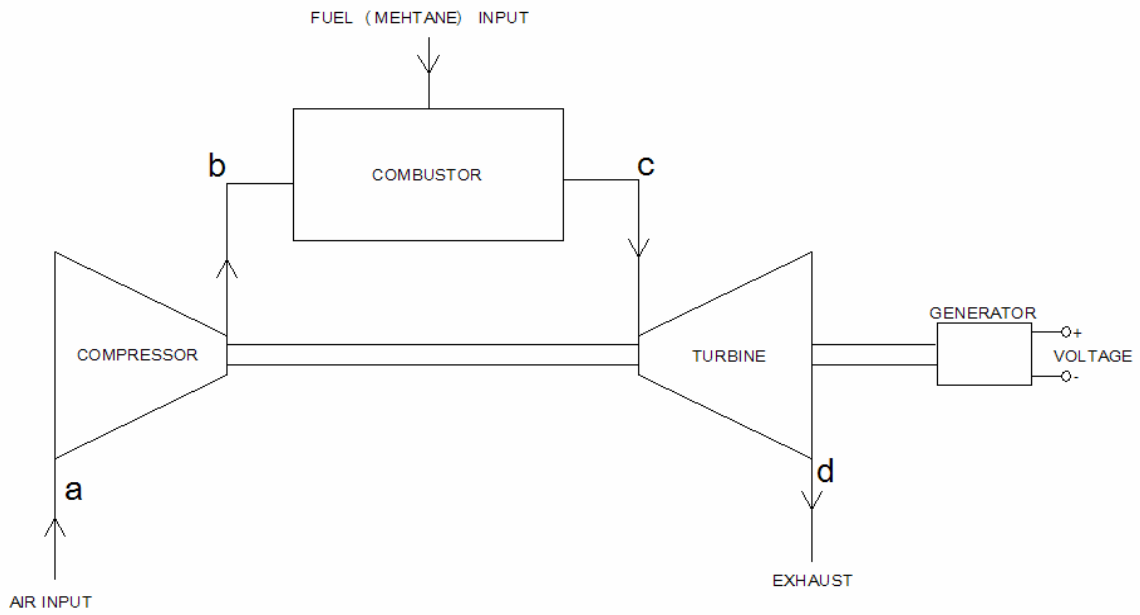 FUEL (MEHTANE) INPUT
b
COMBUSTOR
c
COMPRESSOR
TURBINE
GENERATOR
+
VOLTAGE
-
a
d
AIR INPUT
EXHAUST